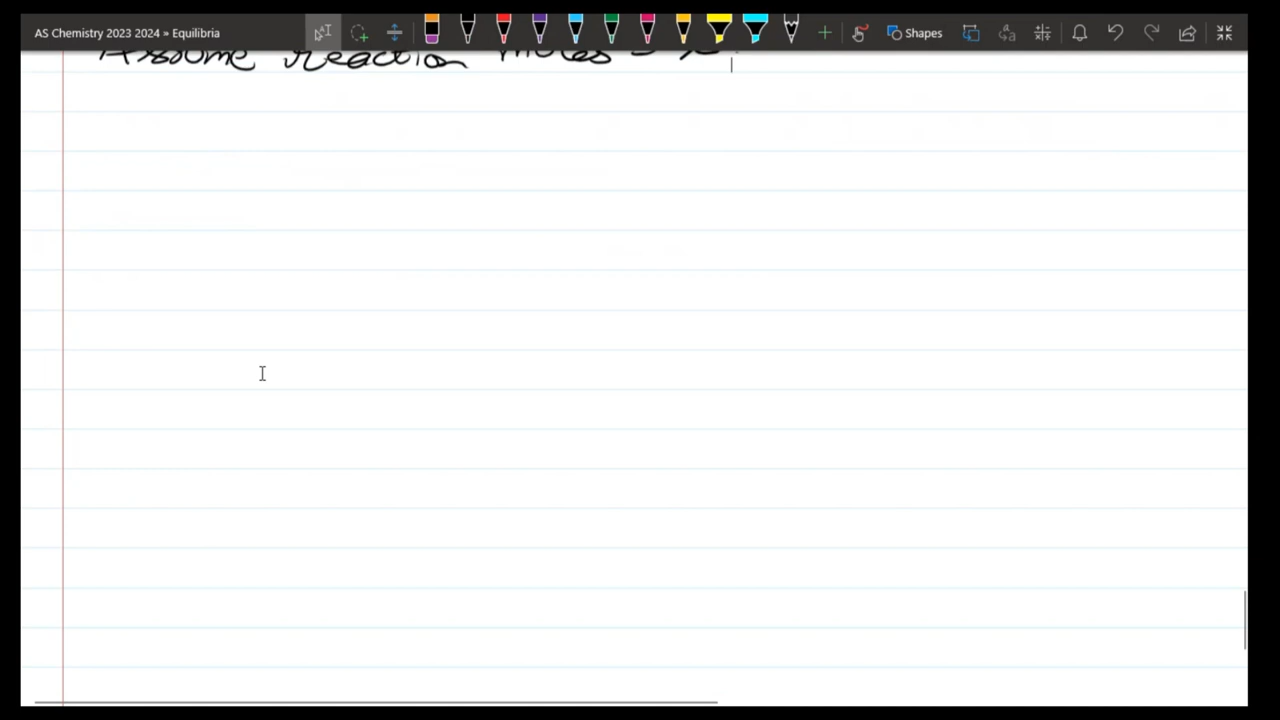 AS Chemistry 2023 2024 » Equilibria
Shapes
Assume reaction moles = x